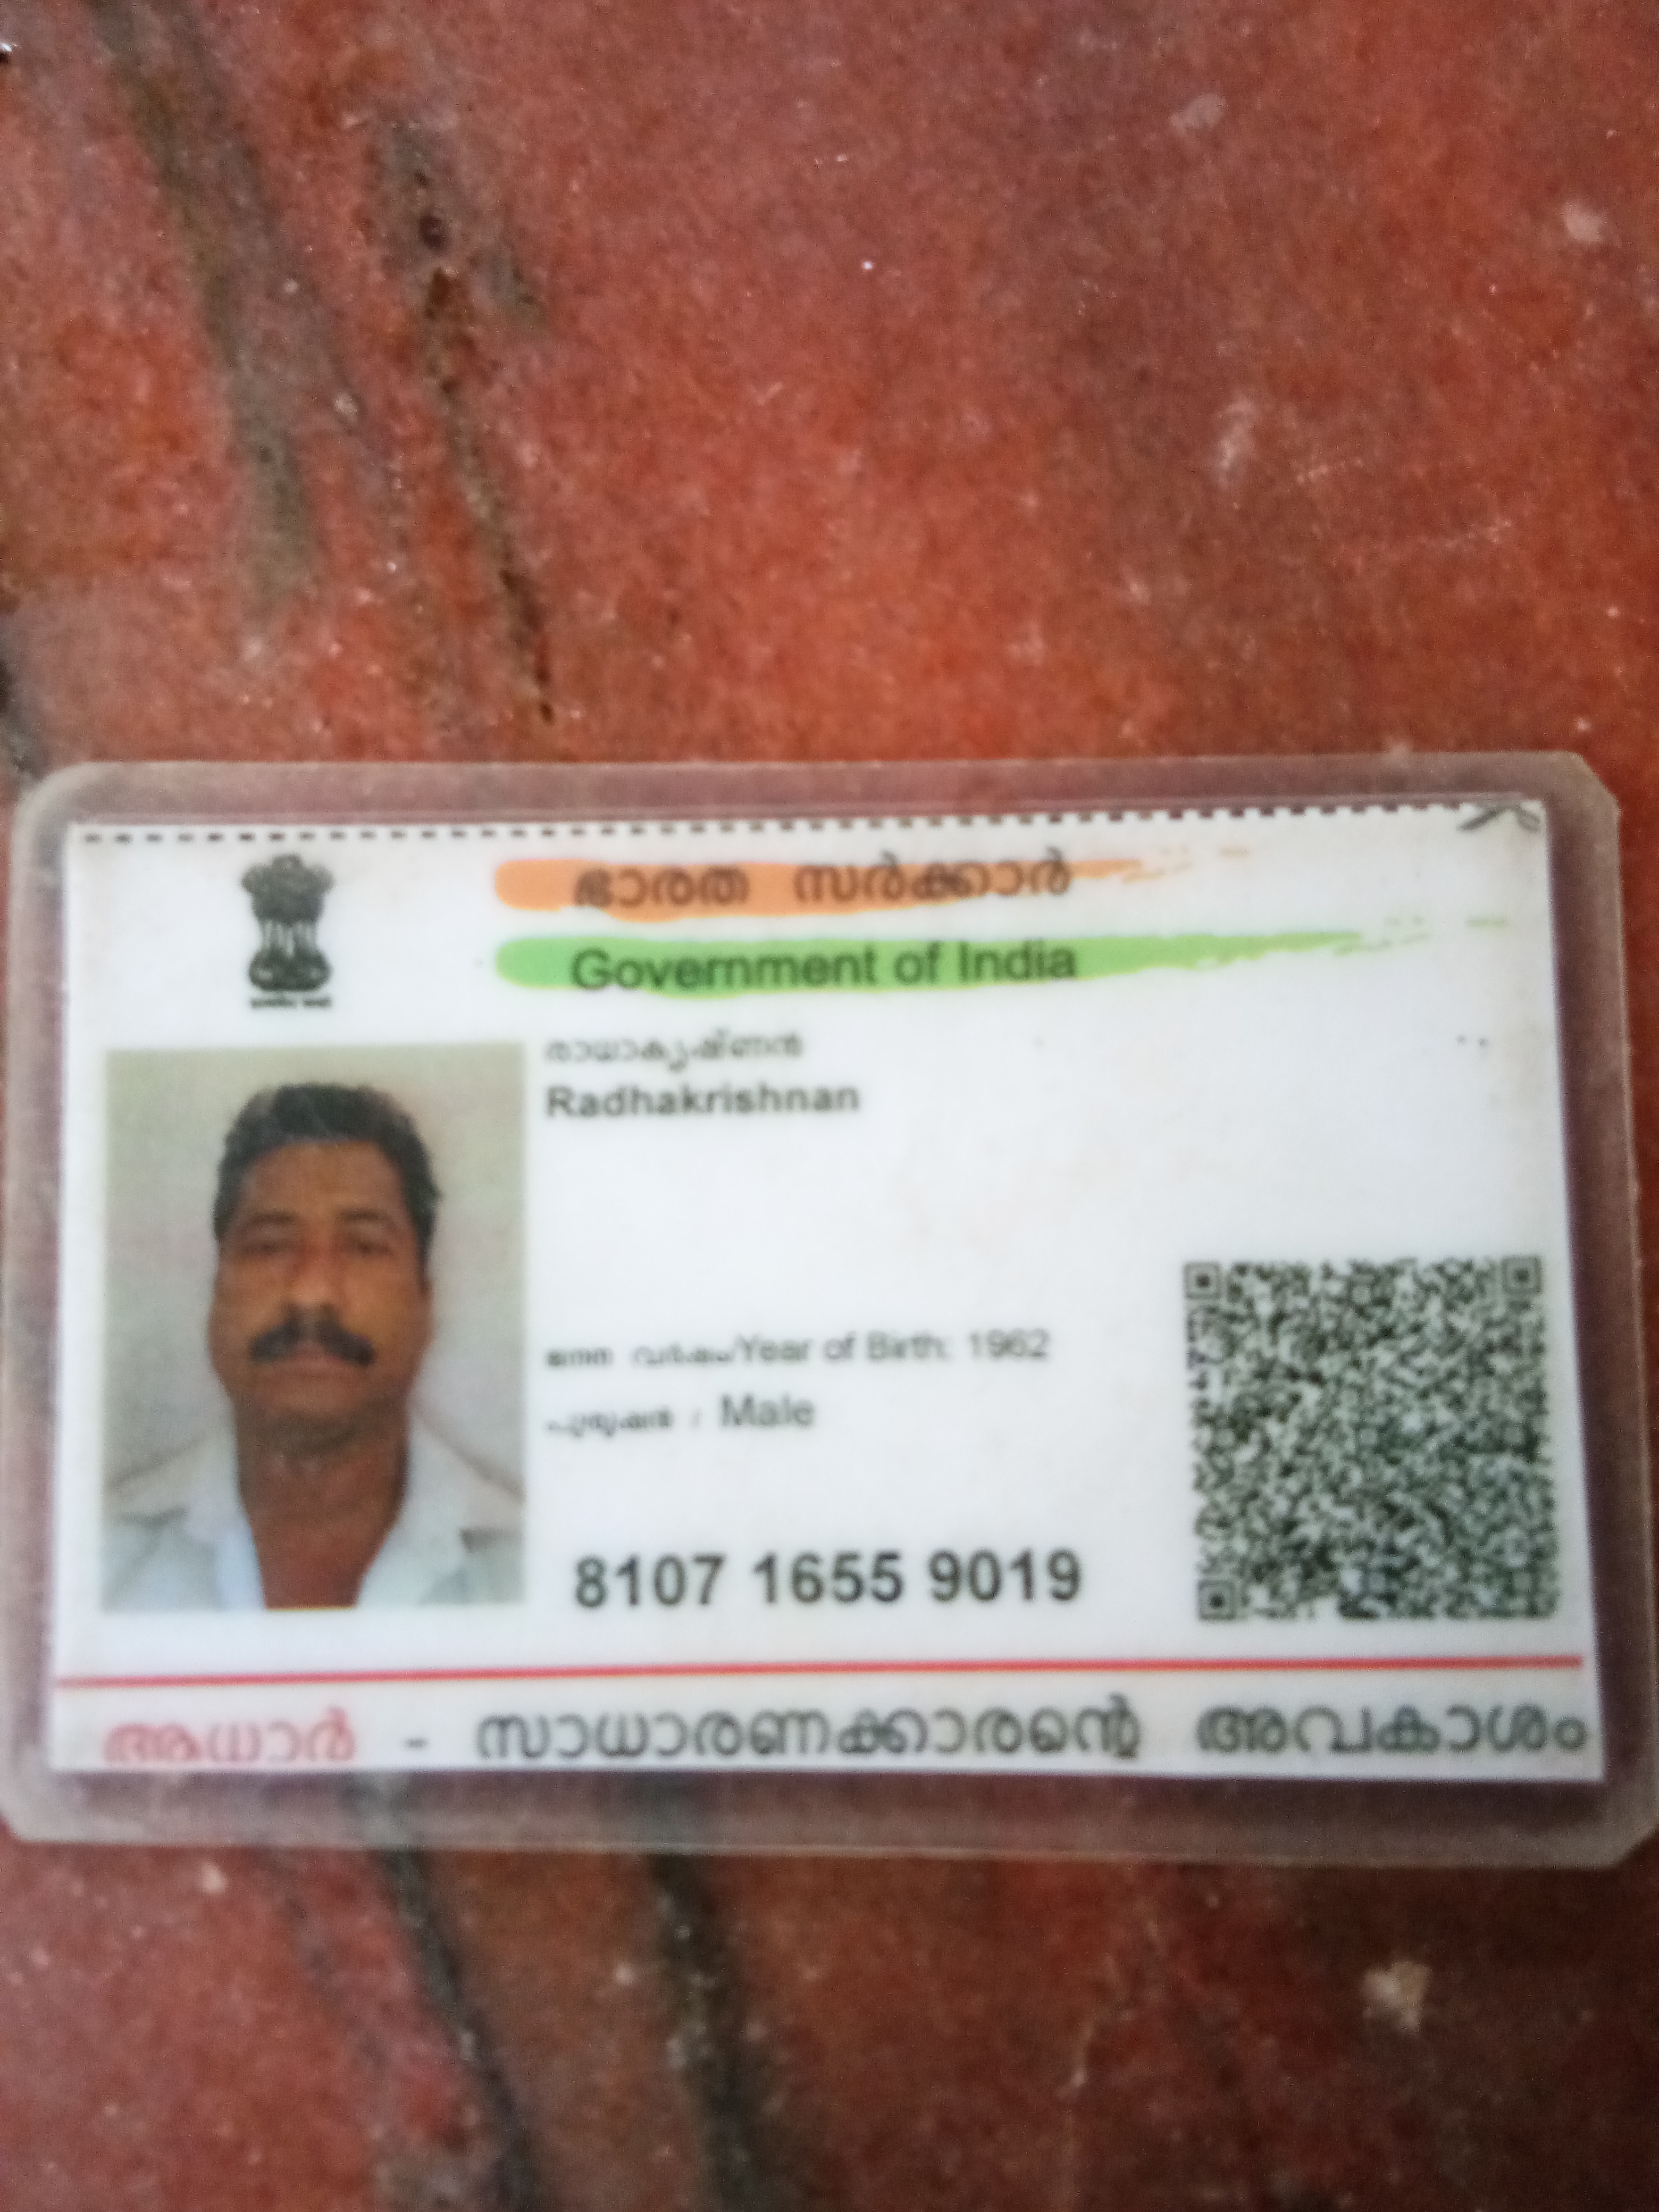 ഭാരത സർക്കാർ
Government of India
രാധാകൃഷ്ണൻ
Radhakrishnan
ജനന വർഷം/Year of Birth: 1962
പുരുഷൻ / Male
8107 1655 9019
ആധാർ - സാധാരണക്കാരന്റെ അവകാശം